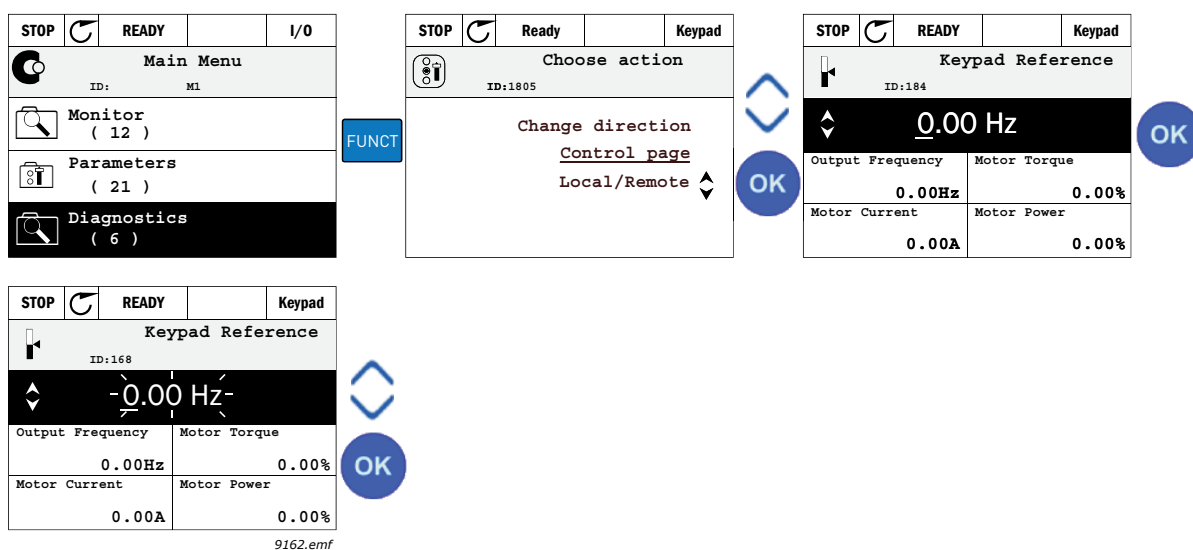 STOP READY I/O
Main Menu
ID: M1
Monitor
( 12 )
Parameters
( 21 )
Diagnostics
( 6 )
FUNCT
STOP Ready Keypad
Choose action
ID:1805
Change direction
Control page
Local/Remote
OK
STOP READY Keypad
Keypad Reference
ID:184
0.00 Hz
Output Frequency Motor Torque
0.00Hz 0.00%
Motor Current Motor Power
0.00A 0.00%
OK
STOP READY Keypad
Keypad Reference
ID:168
0.00 Hz
Output Frequency Motor Torque
0.00Hz 0.00%
Motor Current Motor Power
0.00A 0.00%
OK
9162.emf